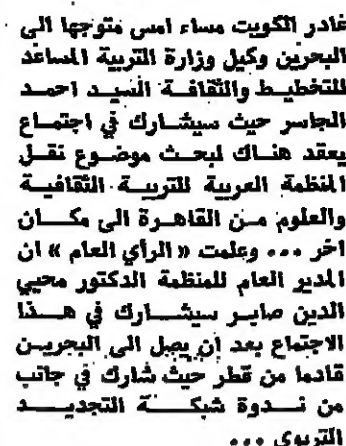 غادر الكويت مساء امس متوجها الى
البحرين وكيل وزارة التربية المساعد
للتخطيط والثقافة السيد احمد
الجاسر حيث سيشارك في اجتماع
يعقد هناك لبحث موضوع نقل
المنظمة العربية للتربية الثقافية
والعلوم من القاهرة الى مكان
اخر ... وعلمت « الرأي العام » ان
المدير العام للمنظمة الدكتور محيي
الدين صابر سيشارك في هذا
الاجتماع بعد ان يصل الى البحرين
قادما من قطر حيث شارك في جانب
من ندوة شبكة التجديد
التربوي ...